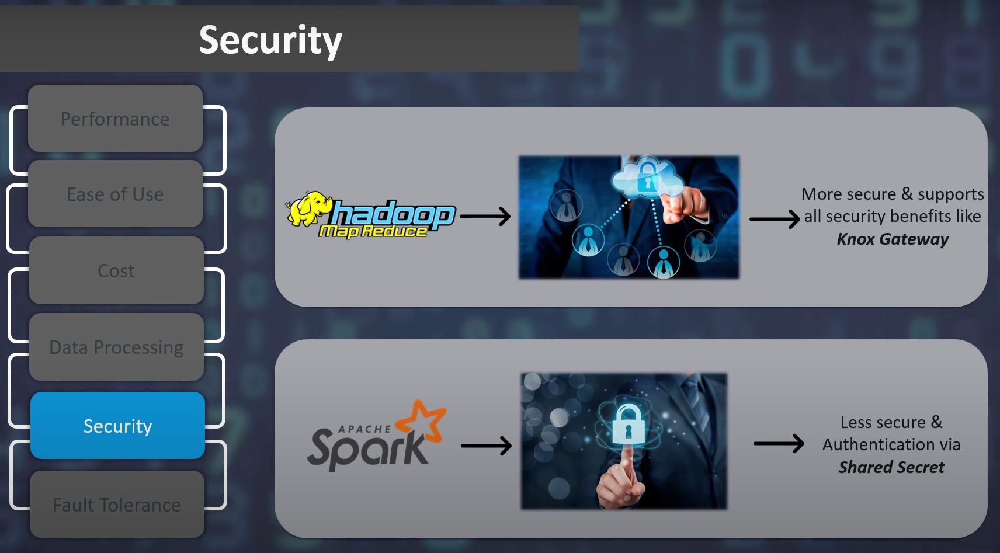 Security
Performance
Ease of Use
Cost
Data Processing
Security
Fault Tolerance
hadoop
Map Reduce
More secure & supports
all security benefits like
Knox Gateway
APACHE
Spark
Less secure &
Authentication via
Shared Secret